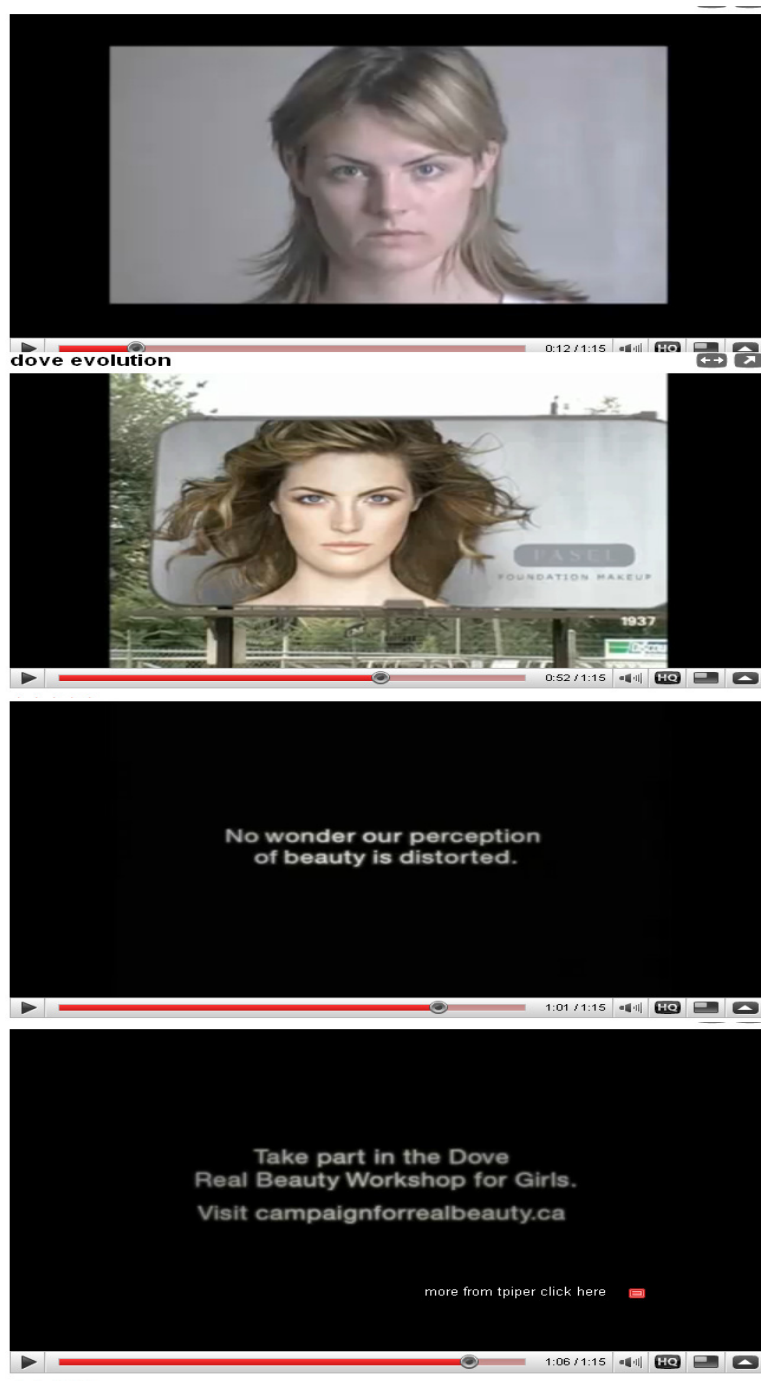 0:12 / 1:15
HQ
dove evolution
FASEL
FOUNDATION MAKEUP
1937
0:52 / 1:15
HQ
No wonder our perception
of beauty is distorted.
1:01 / 1:15
HQ
Take part in the Dove
Real Beauty Workshop for Girls.
Visit campaignforrealbeauty.ca
more from tpiper click here
1:06 / 1:15
HQ